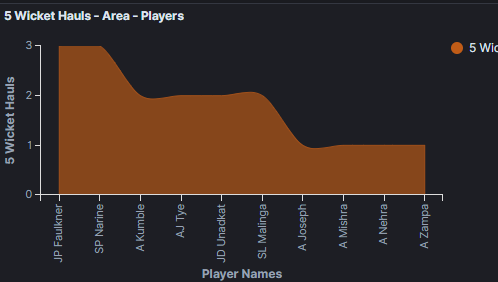 5 Wicket Hauls - Area - Players
5 Wic
5 Wicket Hauls
3
2
1
0
JP Faulkner
SP Narine
A Kumble
AJ Tye
JD Unadkat
SL Malinga
A Joseph
A Mishra
A Nehra
A Zampa
Player Names